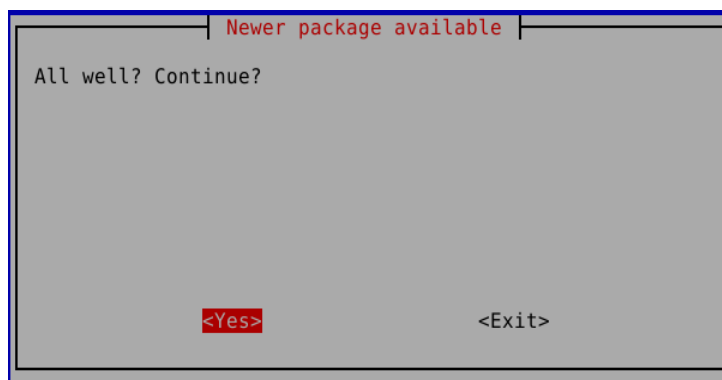 Newer package available
All well? Continue?
<Yes> <Exit>